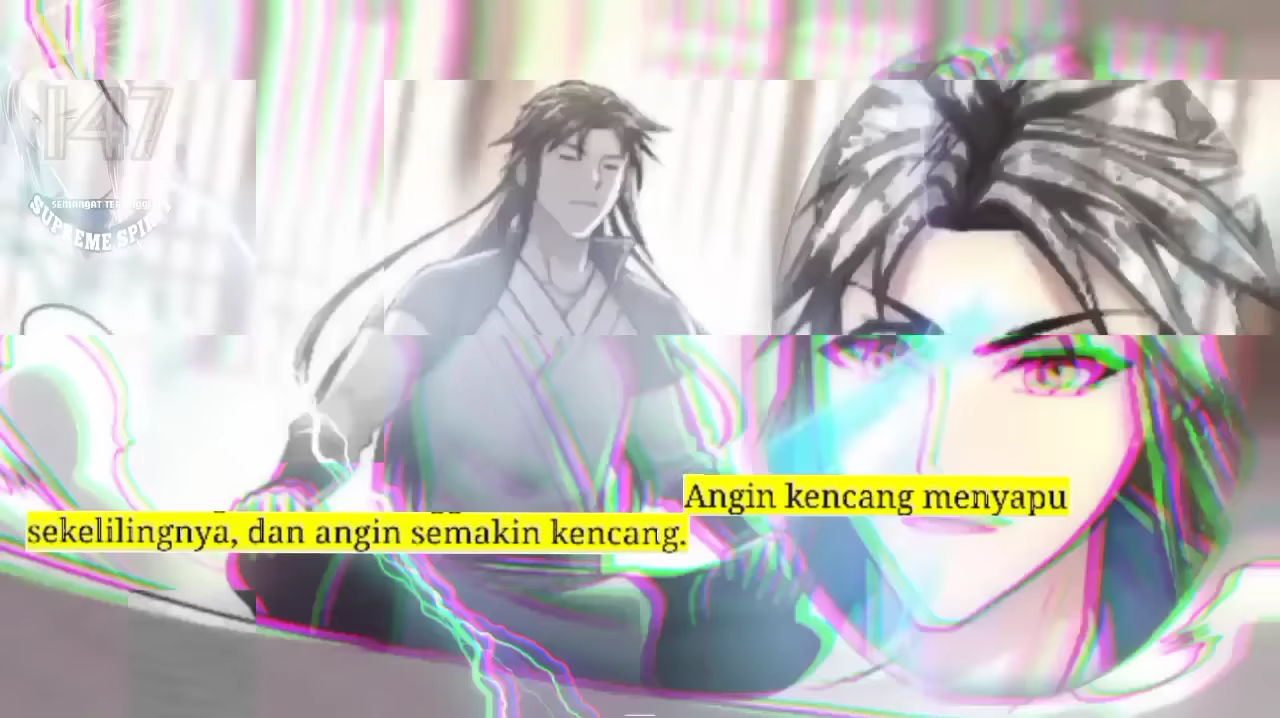 147
SUPREME SPIRIT
Angin kencang menyapu
sekelilingnya, dan angin semakin kencang.